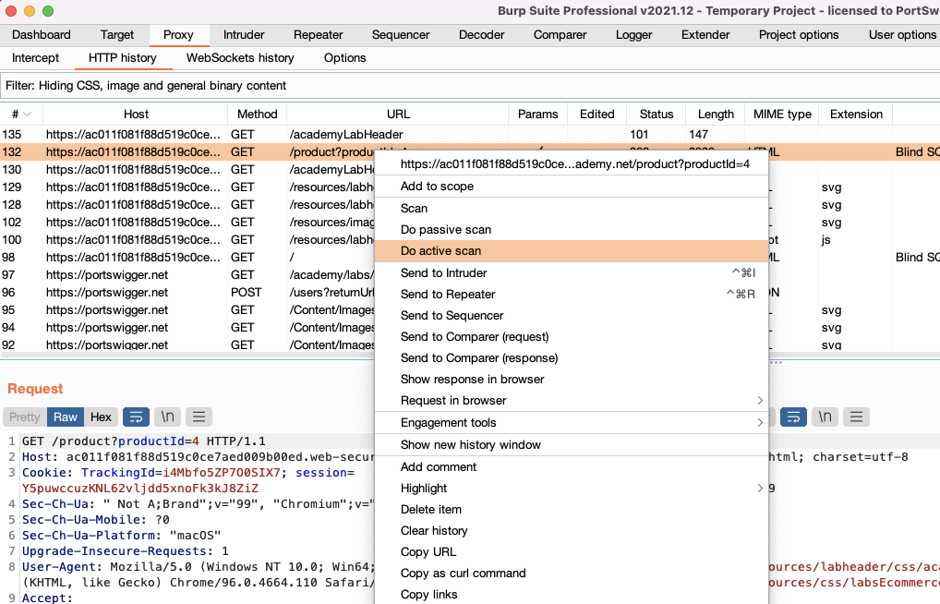 Burp Suite Professional v2021.12 - Temporary Project - licensed to PortSw
Dashboard Target Proxy Intruder Repeater Sequencer Decoder Comparer Logger Extender Project options User options
Intercept HTTP history WebSockets history Options
Filter: Hiding CSS, image and general binary content
# Host Method URL Params Edited Status Length MIME type Extension
135 https://ac011f081f88d519c0ce... GET /academyLabHeader 101 147
132 https://ac011f081f88d519c0ce... GET Blind SC
130 https://ac011f081f88d519c0ce... GET /academyLabH
129 https://ac011f081f88d519c0ce... GET /resources/labh svg
128 https://ac011f081f88d519c0ce... GET /resources/labh svg
102 https://ac011f081f88d519c0ce... GET /resources/imag svg
100 https://ac011f081f88d519c0ce... GET /resources/labh pt js
98 https://ac011f081f88d519c0ce... GET / ML Blind SC
97 https://portswigger.net GET /academy/labs/
96 https://portswigger.net POST /users?returnUrl ON
95 https://portswigger.net GET /Content/Images svg
94 https://portswigger.net GET /Content/Images svg
92 https://portswigger.net GET /Content/Images svg
https://ac011f081f88d519c0ce...ademy.net/product?productId=4
Add to scope
Scan
Do passive scan
Do active scan
Send to Intruder ^⌘I
Send to Repeater ^⌘R
Send to Sequencer
Send to Comparer (request)
Send to Comparer (response)
Show response in browser
Request in browser
Engagement tools
Show new history window
Add comment
Highlight
Delete item
Clear history
Copy URL
Copy as curl command
Copy links
Request
Pretty Raw Hex \n
\n
1 GET /product?productId=4 HTTP/1.1
2 Host: ac011f081f88d519c0ce7aed009b00ed.web-secur
3 Cookie: TrackingId=i4Mbfo5ZP7O0SIX7; session=
Y5puwccuzKNL62vljdd5xnoFk3kJ8ZiZ
4 Sec-Ch-Ua: " Not A;Brand";v="99", "Chromium";v="
5 Sec-Ch-Ua-Mobile: ?0
6 Sec-Ch-Ua-Platform: "macOS"
7 Upgrade-Insecure-Requests: 1
8 User-Agent: Mozilla/5.0 (Windows NT 10.0; Win64;
(KHTML, like Gecko) Chrome/96.0.4664.110 Safari/
9 Accept:
html; charset=utf-8
9
ources/labheader/css/aca
ources/css/labsEcommerc